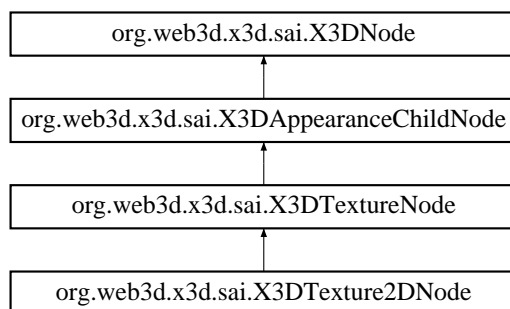 org.web3d.x3d.sai.X3DNode
org.web3d.x3d.sai.X3DAppearanceChildNode
org.web3d.x3d.sai.X3DTextureNode
org.web3d.x3d.sai.X3DTexture2DNode